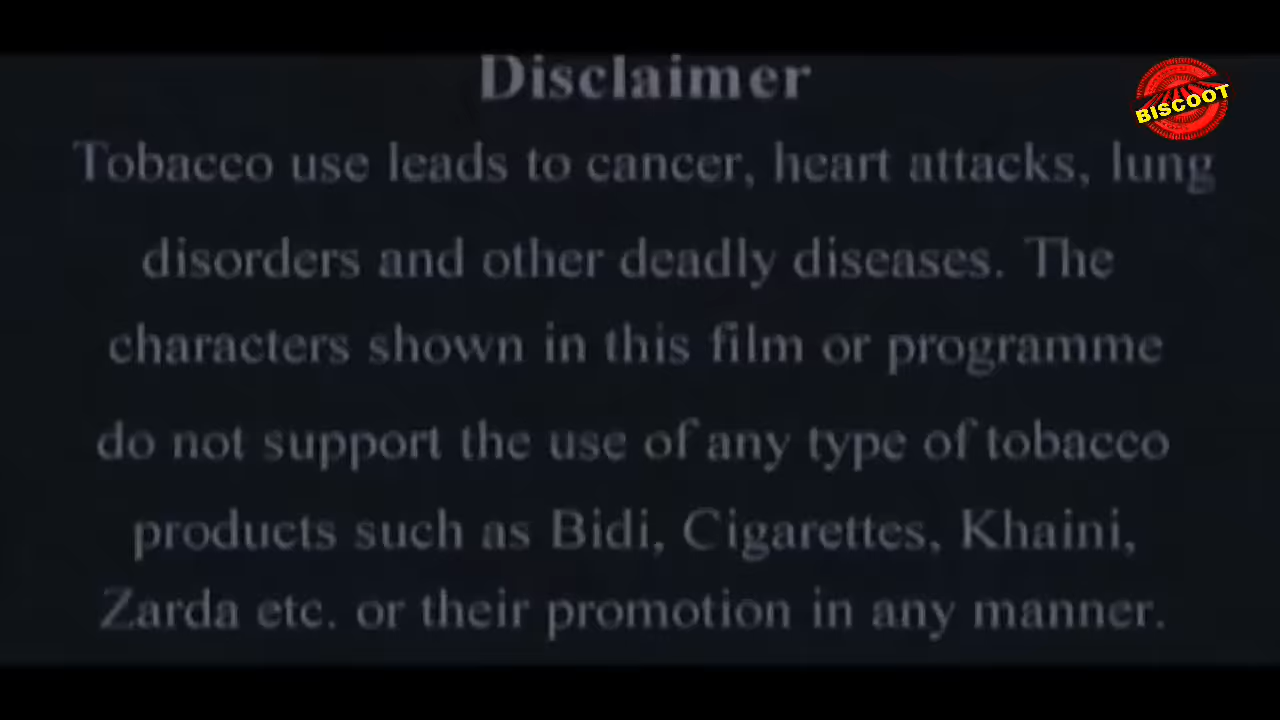 Disclaimer
BISCOOT
Tobacco use leads to cancer, heart attacks, lung
disorders and other deadly diseases. The
characters shown in this film or programme
do not support the use of any type of tobacco
products such as Bidi, Cigarettes, Khaini,
Zarda etc. or their promotion in any manner.